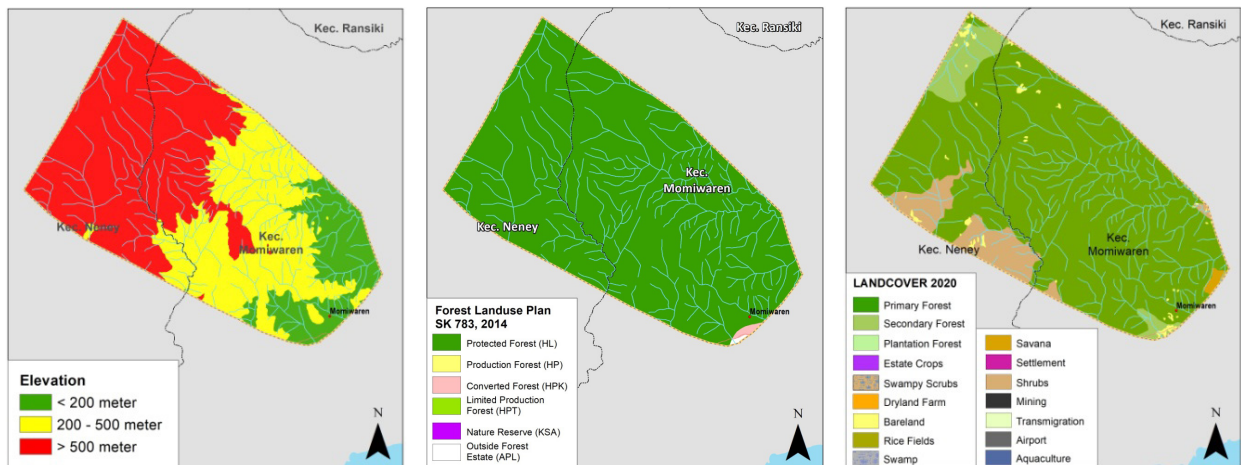 Kec. Ransiki
Kec. Neney
Kec.
Momiwaren
Momiwaren
Elevation
< 200 meter
200 - 500 meter
> 500 meter
N
Kec. Ransiki
Kec.
Momiwaren
Kec. Neney
Momiwaren
Forest Landuse Plan
SK 783, 2014
Protected Forest (HL)
Production Forest (HP)
Converted Forest (HPK)
Limited Production
Forest (HPT)
Nature Reserve (KSA)
Outside Forest
Estate (APL)
N
Kec. Ransiki
Kec. Neney
Kec.
Momiwaren
Momiwaren
LANDCOVER 2020
Primary Forest
Secondary Forest
Plantation Forest
Estate Crops
Swampy Scrubs
Dryland Farm
Bareland
Rice Fields
Swamp
Savana
Settlement
Shrubs
Mining
Transmigration
Airport
Aquaculture
N